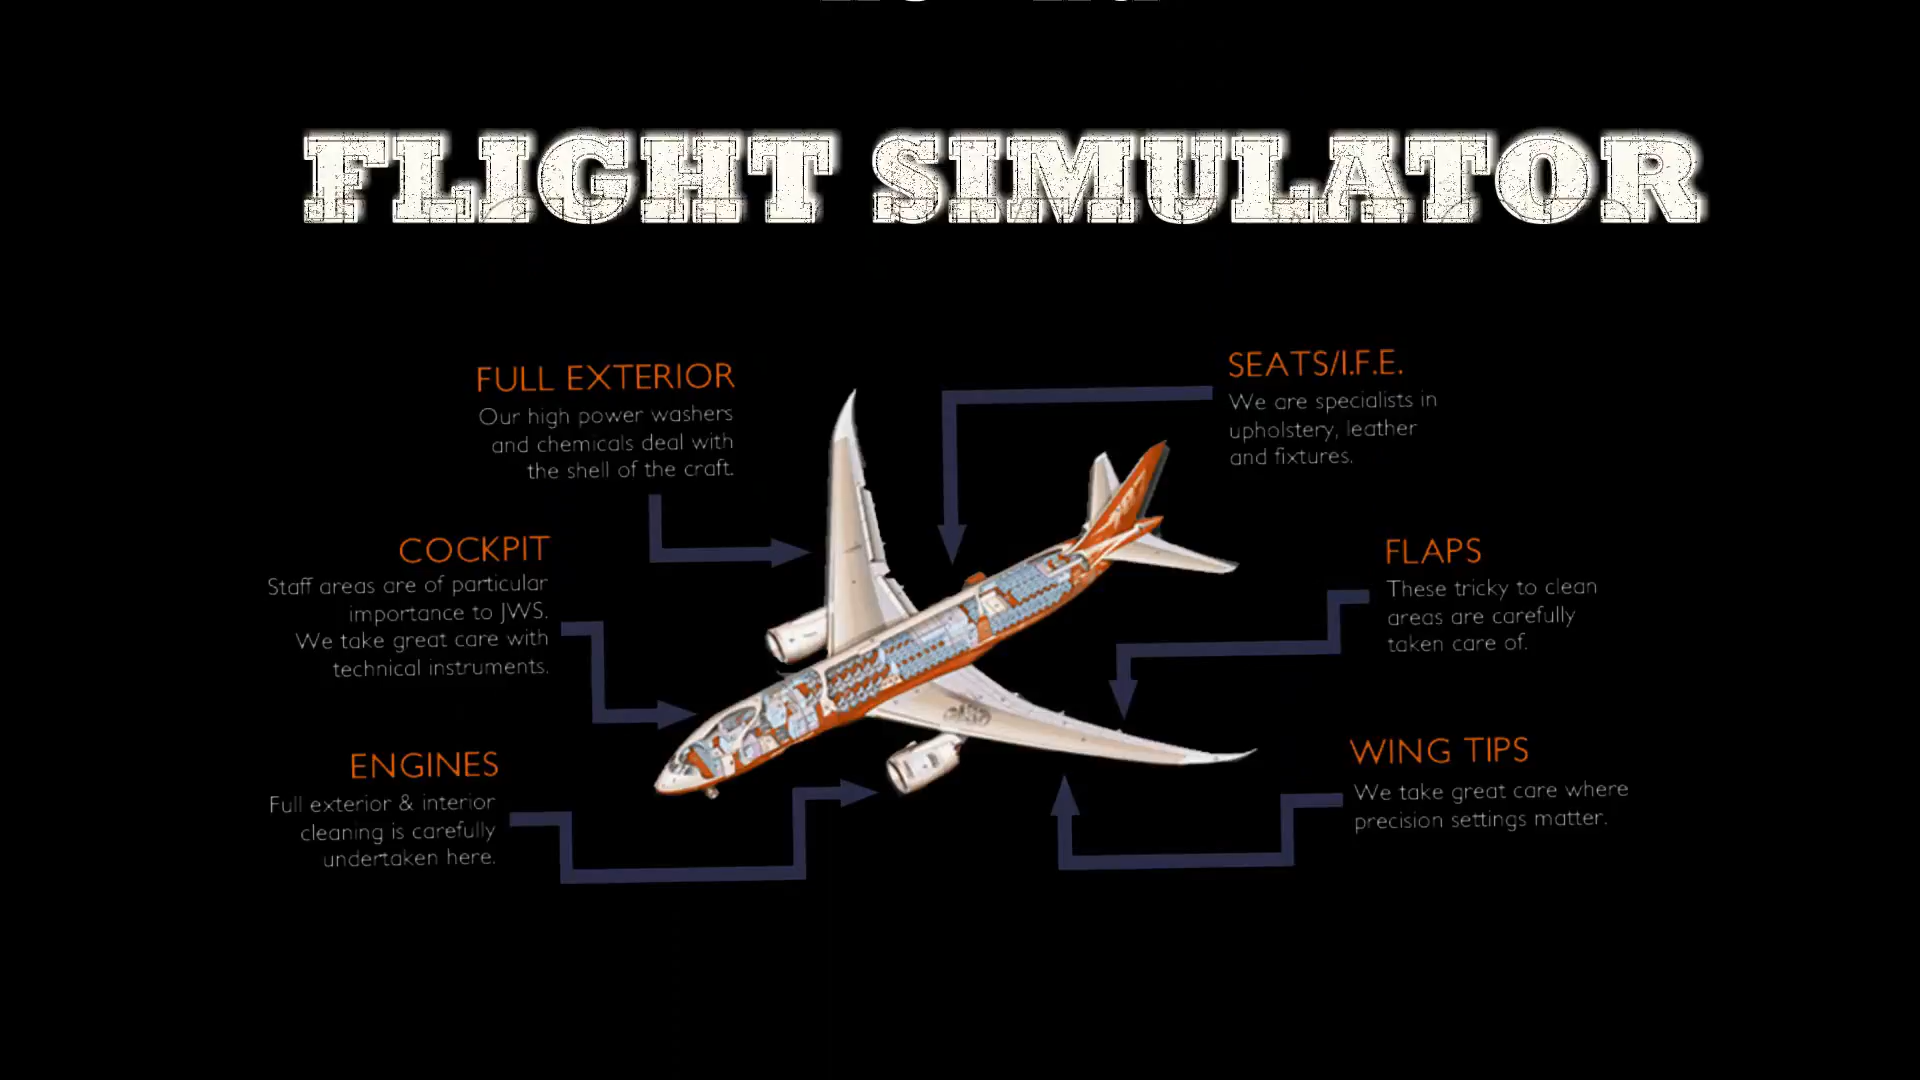 FLIGHT SIMULATOR
FULL EXTERIOR
Our high power washers
and chemicals deal with
the shell of the craft.
SEATS/I.F.E.
We are specialists in
upholstery, leather
and fixtures.
COCKPIT
Staff areas are of particular
importance to JWS.
We take great care with
technical instruments.
FLAPS
These tricky to clean
areas are carefully
taken care of.
ENGINES
Full exterior & interior
cleaning is carefully
undertaken here.
WING TIPS
We take great care where
precision settings matter.